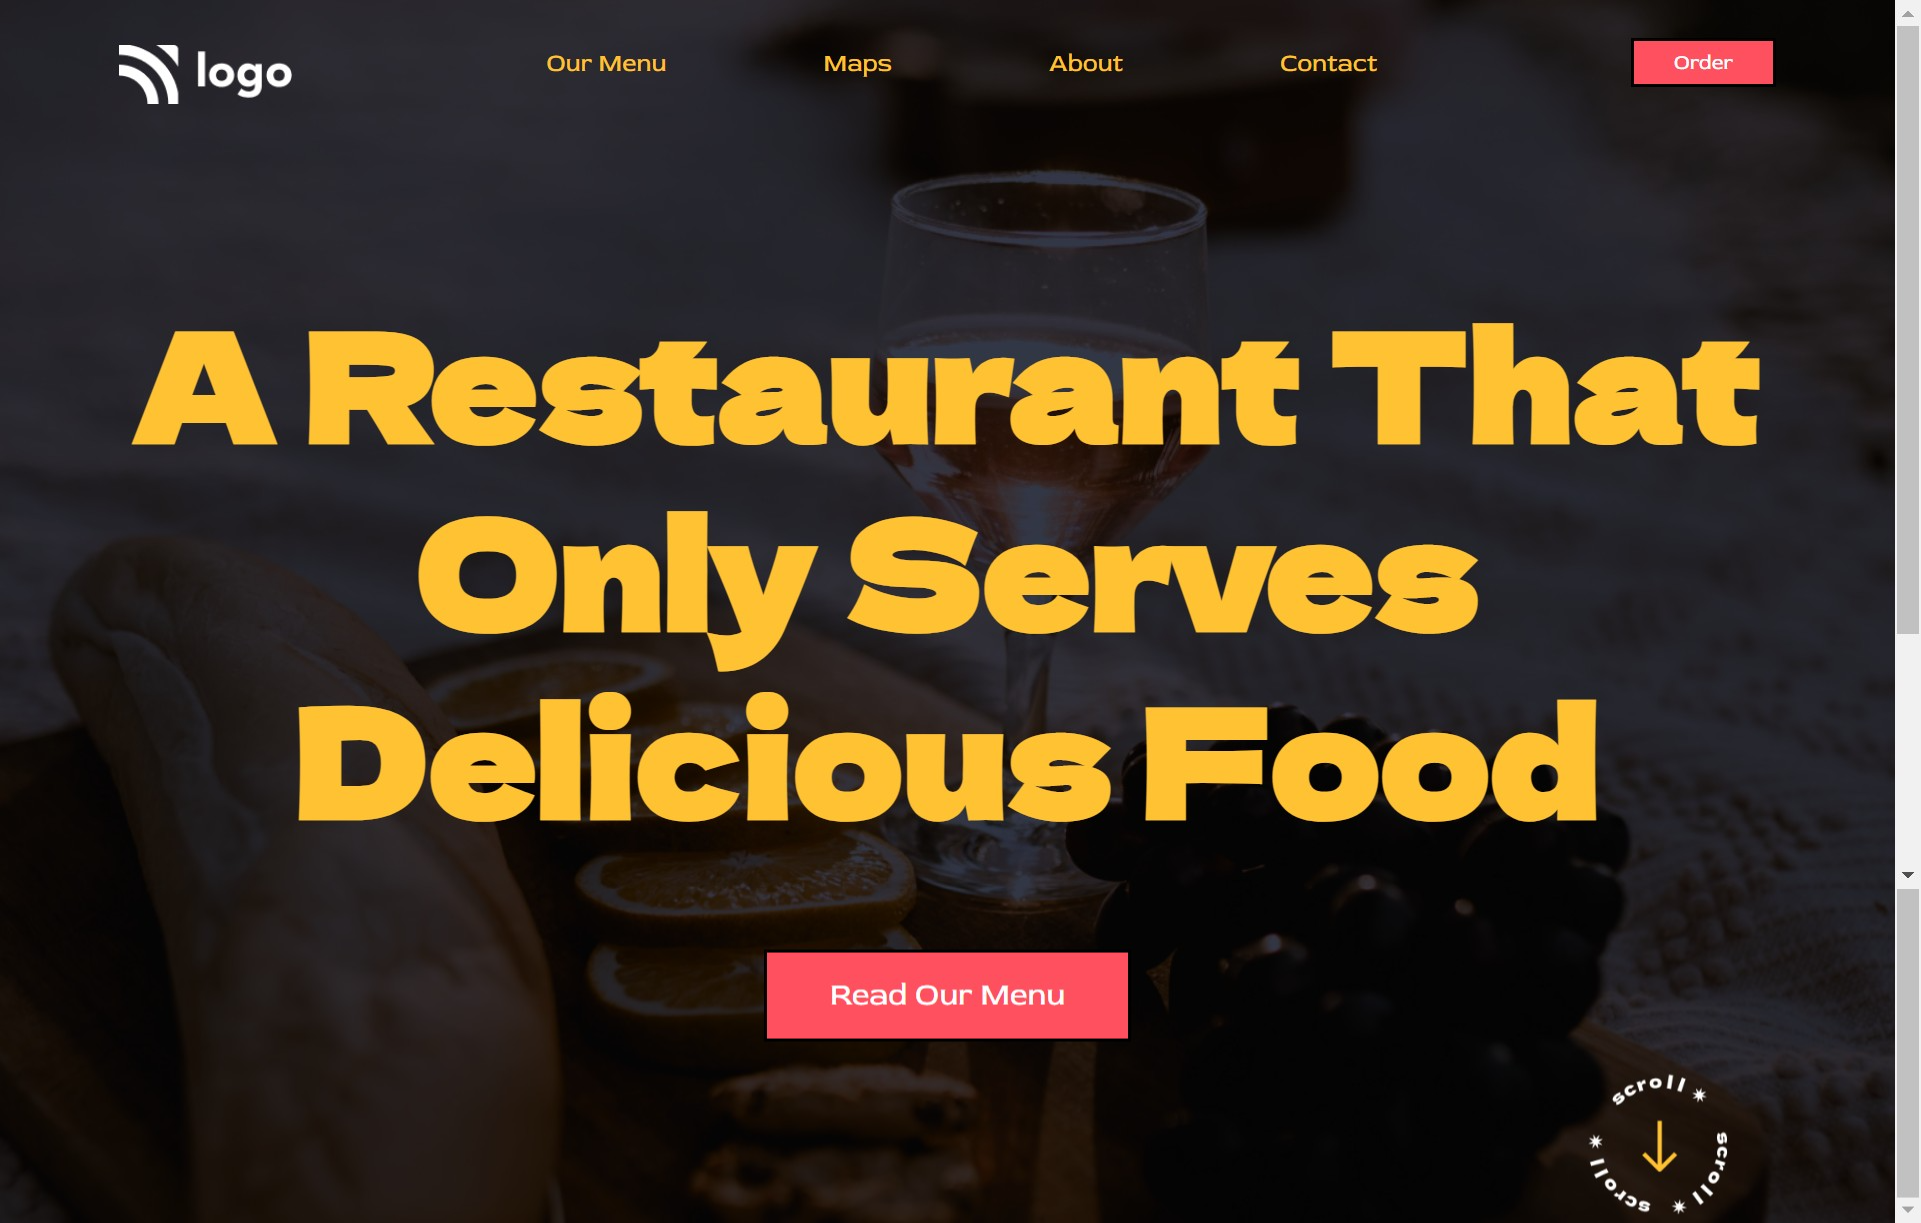 logo
Our Menu
Maps
About
Contact
Order
A Restaurant That
Only Serves
Delicious Food
Read Our Menu
scroll * scroll * scroll scroll *